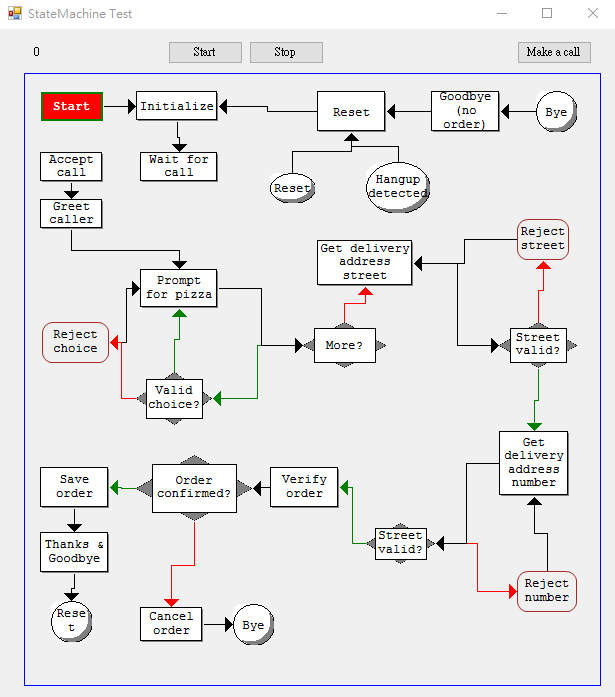 StateMachine Test
0
Start
Stop
Make a call
Start
Initialize
Reset
Goodbye
(no
order)
Bye
Accept
call
Wait for
call
Reset
Hangup
detected
Greet
caller
Reject
street
Get delivery
address
street
Prompt
for pizza
Reject
choice
More?
Street
valid?
Valid
choice?
Get
delivery
address
number
Save
order
Order
confirmed?
Verify
order
Street
valid?
Thanks &
Goodbye
Reject
number
Rese
t
Cancel
order
Bye